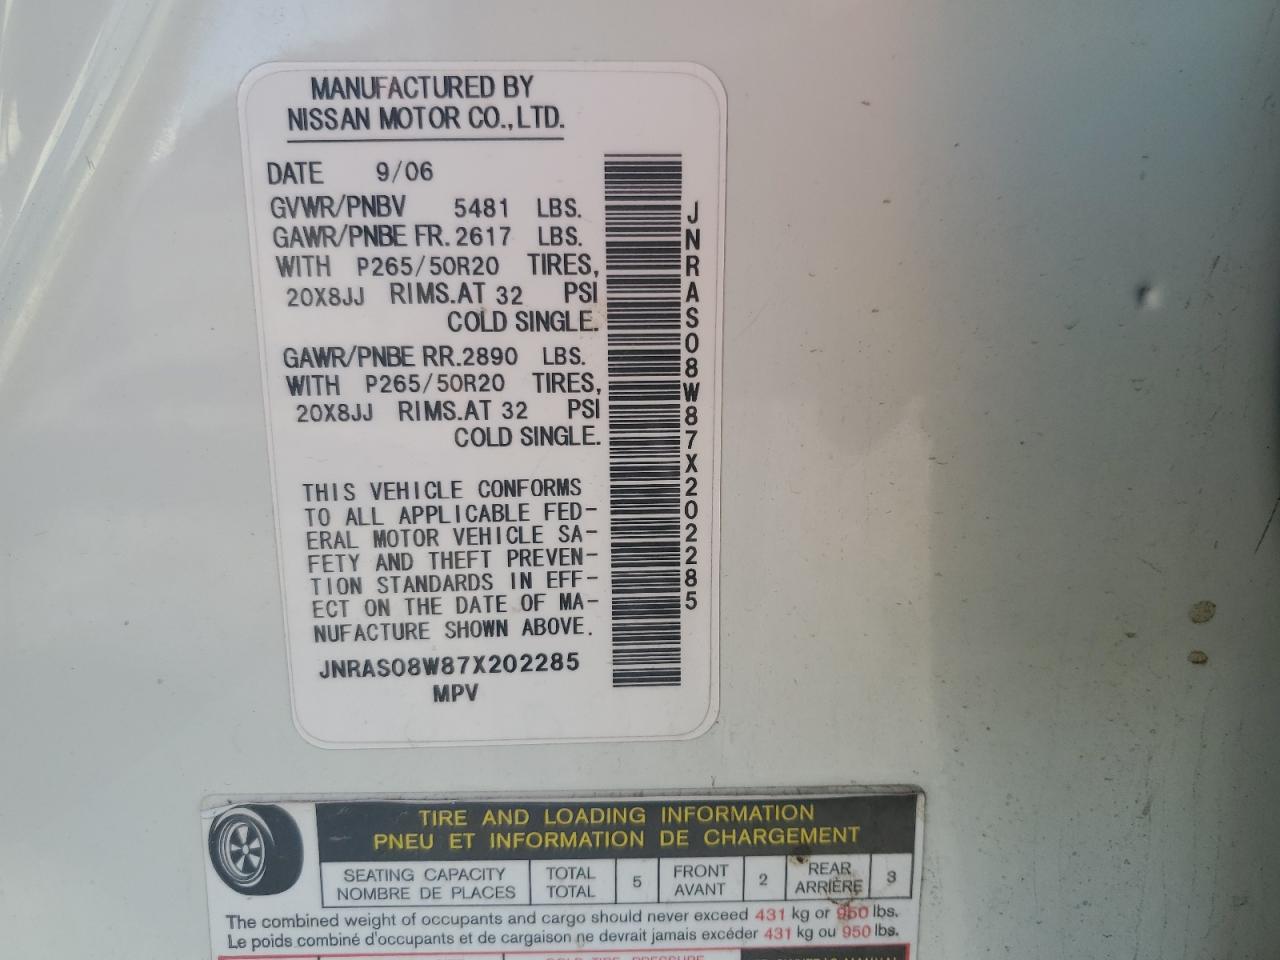 MANUFACTURED BY
NISSAN MOTOR CO.,LTD.
DATE 9/06
GVWR/PNBV 5481 LBS.
GAWR/PNBE FR. 2617 LBS.
WITH P265/50R20 TIRES,
20X8JJ RIMS.AT 32 PSI
COLD SINGLE.
GAWR/PNBE RR. 2890 LBS.
WITH P265/50R20 TIRES,
20X8JJ RIMS.AT 32 PSI
COLD SINGLE.
THIS VEHICLE CONFORMS
TO ALL APPLICABLE FED-
ERAL MOTOR VEHICLE SA-
FETY AND THEFT PREVEN-
TION STANDARDS IN EFF-
ECT ON THE DATE OF MA-
NUFACTURE SHOWN ABOVE.
JNRAS08W87X202285
MPV
JNRAS08W87X202285
TIRE AND LOADING INFORMATION
PNEU ET INFORMATION DE CHARGEMENT
SEATING CAPACITY TOTAL 5 FRONT 2 REAR 3
NOMBRE DE PLACES TOTAL AVANT ARRIÈRE
The combined weight of occupants and cargo should never exceed 431 kg or 950 lbs.
Le poids combiné d'occupants et de cargaison ne devrait jamais excéder 431 kg ou 950 lbs.